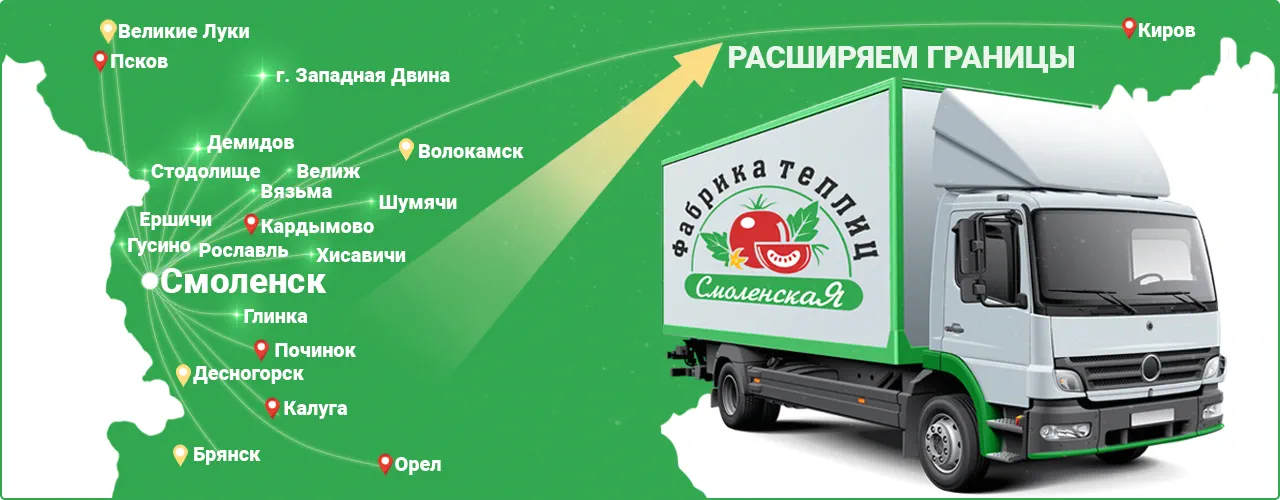 Великие Луки
Псков
г. Западная Двина
Киров
РАСШИРЯЕМ ГРАНИЦЫ
Демидов
Волокамск
Стодолище
Велиж
Вязьма
Шумячи
Ершичи
Кардымово
Гусино
Рославль
Хисавичи
Смоленск
Глинка
Починок
Десногорск
Калуга
Брянск
Орел
Фабрика теплиц
СмоленскаЯ